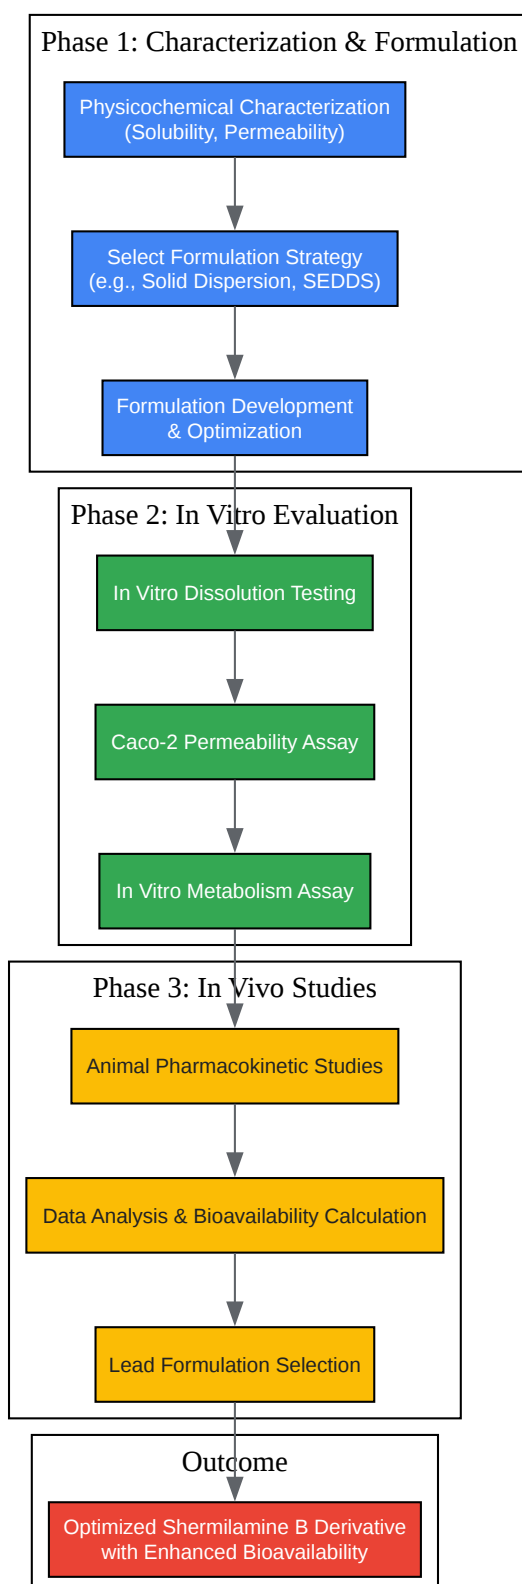 Phase 1: Characterization & Formulation
Physicochemical Characterization
(Solubility, Permeability)
Select Formulation Strategy
(e.g., Solid Dispersion, SEDDS)
Formulation Development
& Optimization
Phase 2: In Vitro Evaluation
In Vitro Dissolution Testing
Caco-2 Permeability Assay
In Vitro Metabolism Assay
Phase 3: In Vivo Studies
Animal Pharmacokinetic Studies
Data Analysis & Bioavailability Calculation
Lead Formulation Selection
Outcome
Optimized Shermilamine B Derivative
with Enhanced Bioavailability